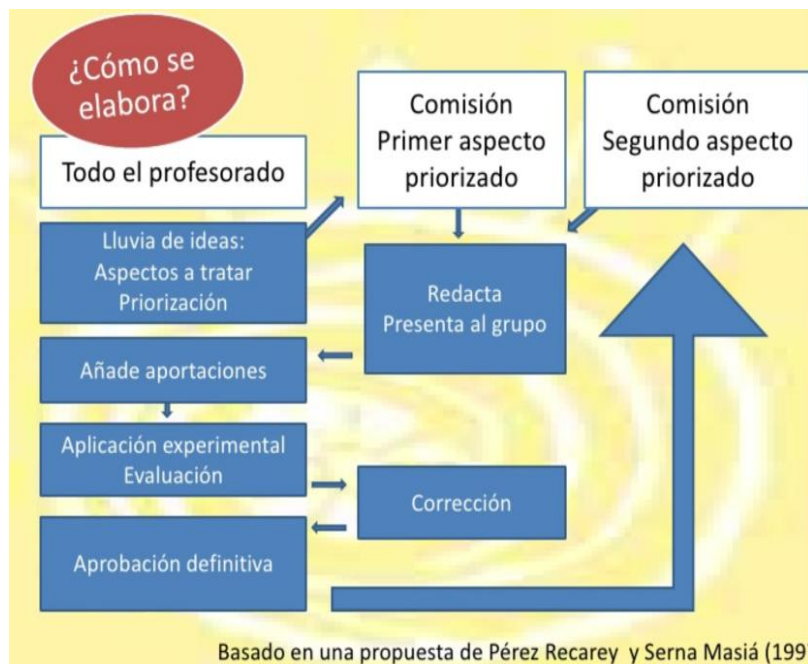 ¿Cómo se
elabora?
Todo el profesorado
Comisión
Primer aspecto
priorizado
Comisión
Segundo aspecto
priorizado
Lluvia de ideas:
Aspectos a tratar
Priorización
Redacta
Presenta al grupo
Añade aportaciones
Aplicación experimental
Evaluación
Corrección
Aprobación definitiva
Basado en una propuesta de Pérez Recarey y Serna Masiá (199